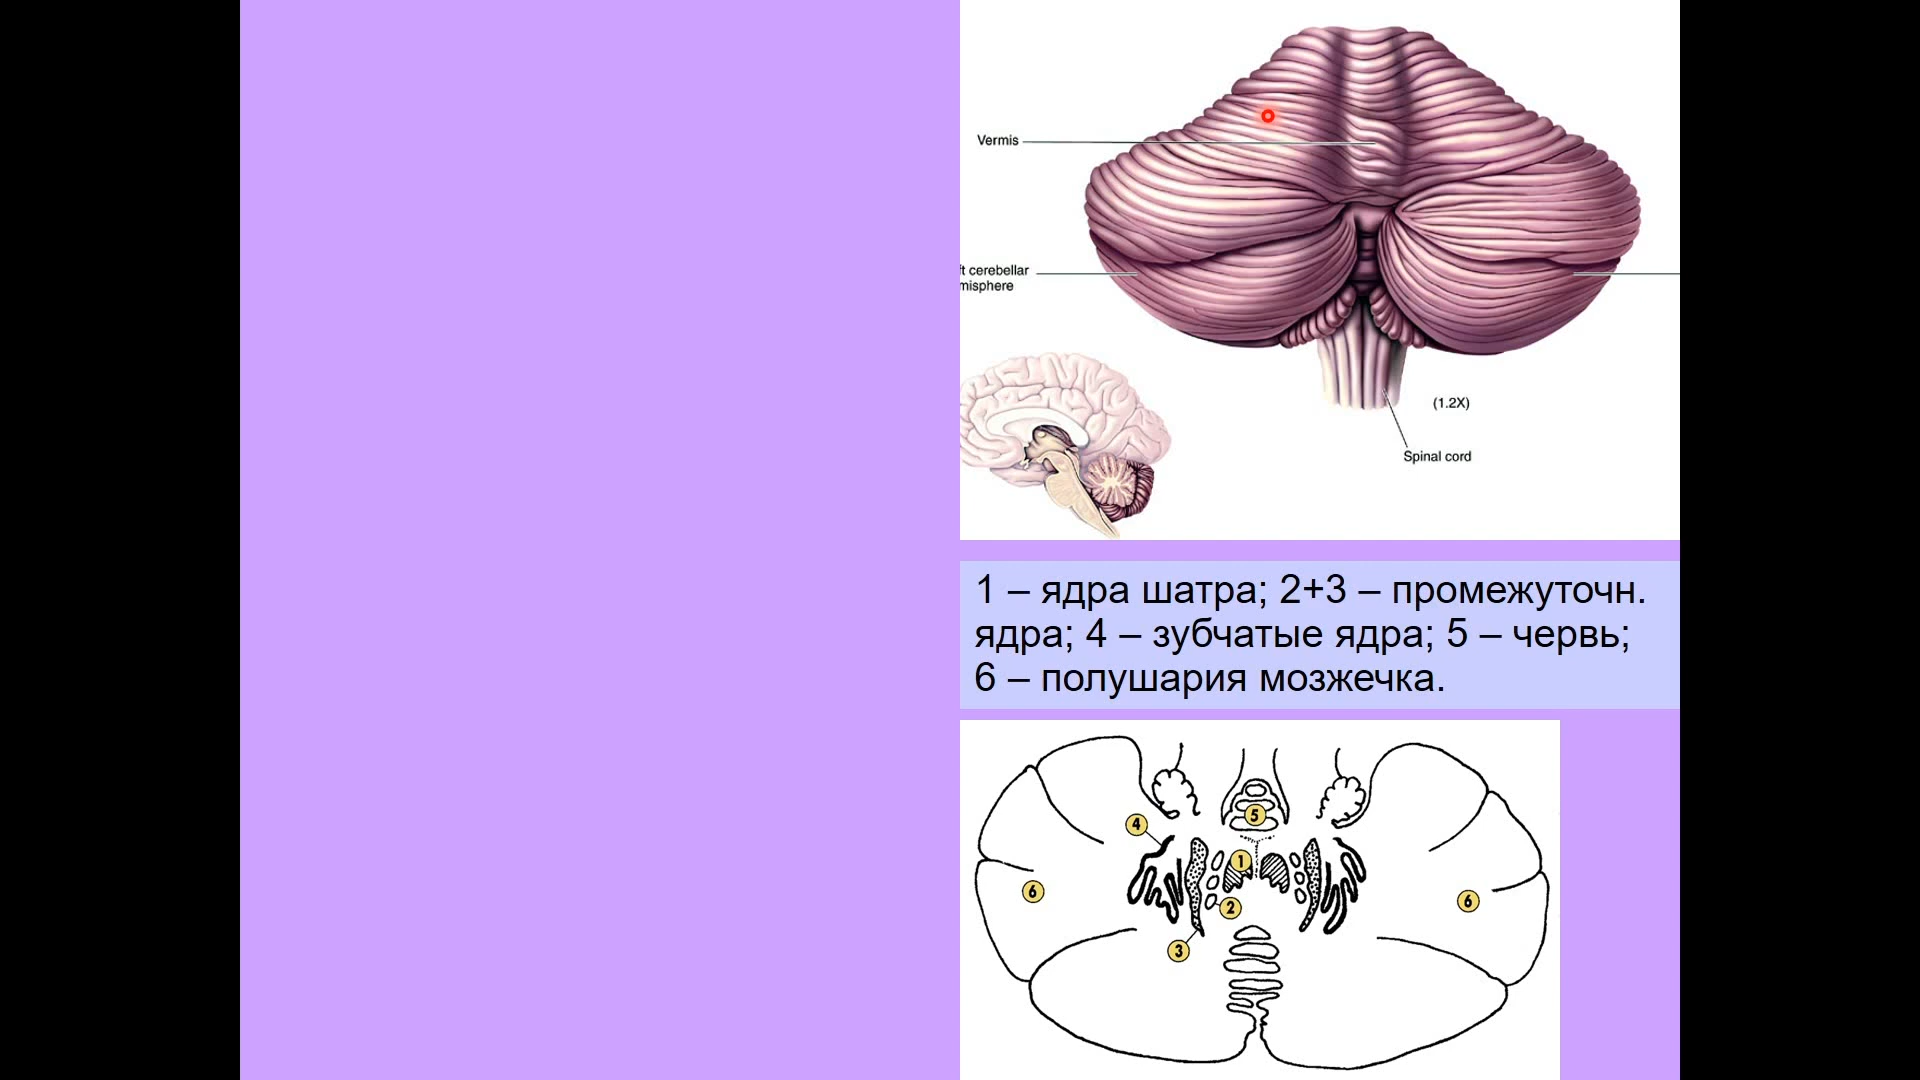 Vermis
ft cerebellar
misphere
(1.2X)
Spinal cord
1 – ядра шатра; 2+3 – промежуточн.
ядра; 4 – зубчатые ядра; 5 – червь;
6 – полушария мозжечка.
5
4
1
6
6
2
3